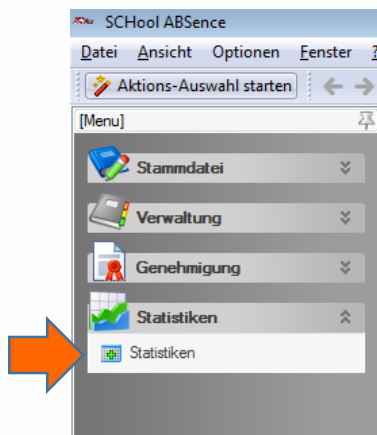 SCHool ABSence
Datei Ansicht Optionen Fenster ?
Aktions-Auswahl starten
[Menu]
Stammdatei
Verwaltung
Genehmigung
Statistiken
Statistiken